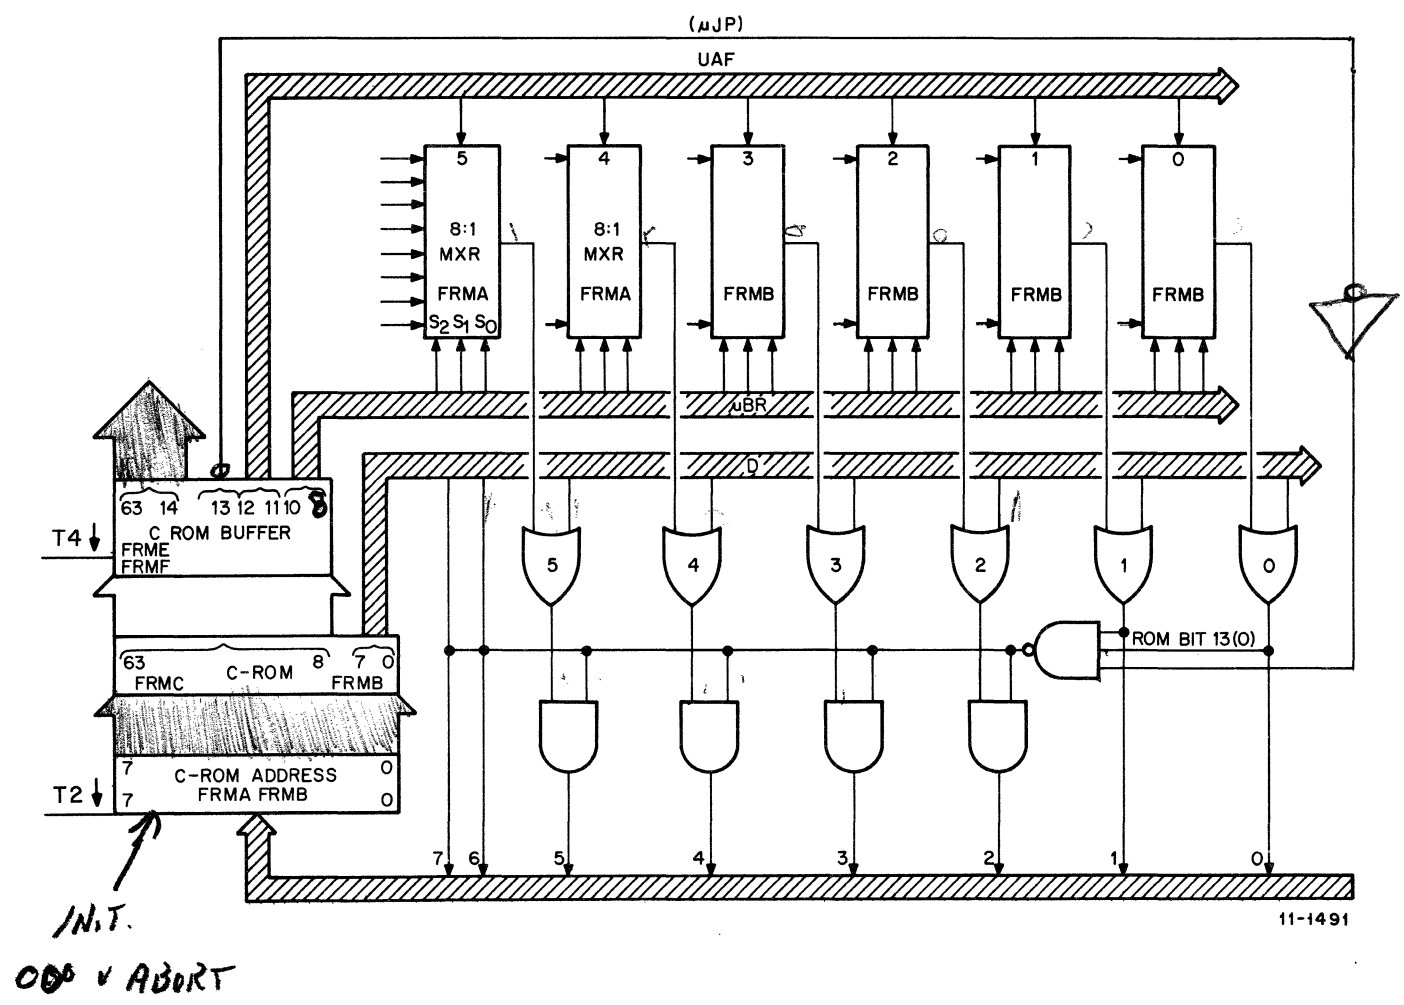 (μJP)
UAF
5 4 3 2 1 0
8:1 8:1
MXR MXR
FRMA FRMA FRMB FRMB FRMB FRMB
S2 S1 S0
μBR
D
63 14 13 12 11 10 8
C ROM BUFFER
T4
FRME
FRMF
5 4 3 2 1 0
ROM BIT 13(0)
63 8 7 0
C-ROM
FRMC FRMB
7 0
C-ROM ADDRESS
T2
7 FRMA FRMB 0
7 6 5 4 3 2 1 0
11-1491
INIT.
000 v ABORT